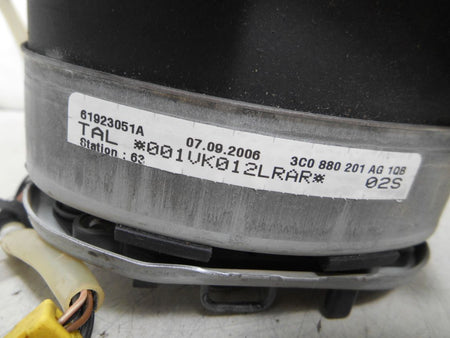 61923051A 07.09.2006 3C0 880 201 AG 1QB
TAL *001VK012LRAR* 02S
Station : 63